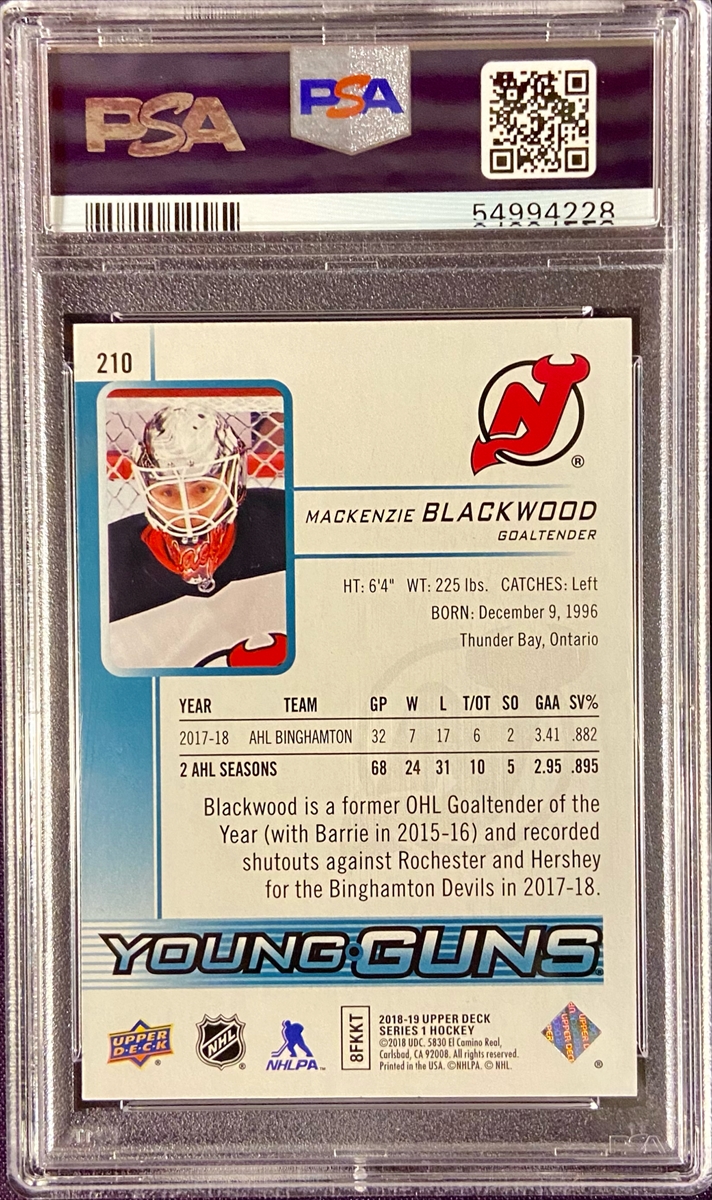 PSA
PSA
54994228
210
NJ
®
MACKENZIE BLACKWOOD
GOALTENDER
HT: 6'4" WT: 225 lbs. CATCHES: Left
BORN: December 9, 1996
Thunder Bay, Ontario
YEAR TEAM GP W L T/OT SO GAA SV%
2017-18 AHL BINGHAMTON 32 7 17 6 2 3.41 .882
2 AHL SEASONS 68 24 31 10 5 2.95 .895
Blackwood is a former OHL Goaltender of the
Year (with Barrie in 2015-16) and recorded
shutouts against Rochester and Hershey
for the Binghamton Devils in 2017-18.
YOUNG GUNS®
UPPER
DECK
®
NHL
®
NHLPA™
8FKKT
2018-19 UPPER DECK
SERIES 1 HOCKEY
©2018 UDC. 5830 El Camino Real,
Carlsbad, CA 92008. All rights reserved.
Printed in the USA. ©NHLPA. © NHL.
UPPER DEC
®
PSA